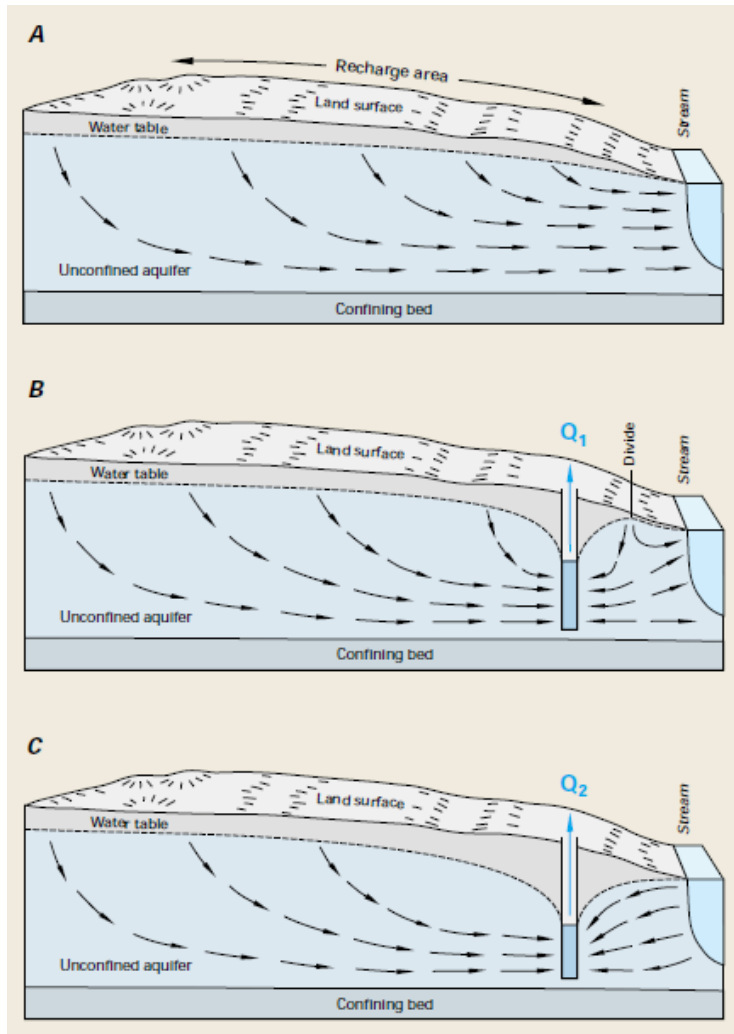 A
Recharge area
Land surface
Stream
Water table
Unconfined aquifer
Confining bed
B
Q1
Divide
Stream
Land surface
Water table
Unconfined aquifer
Confining bed
C
Q2
Stream
Land surface
Water table
Unconfined aquifer
Confining bed